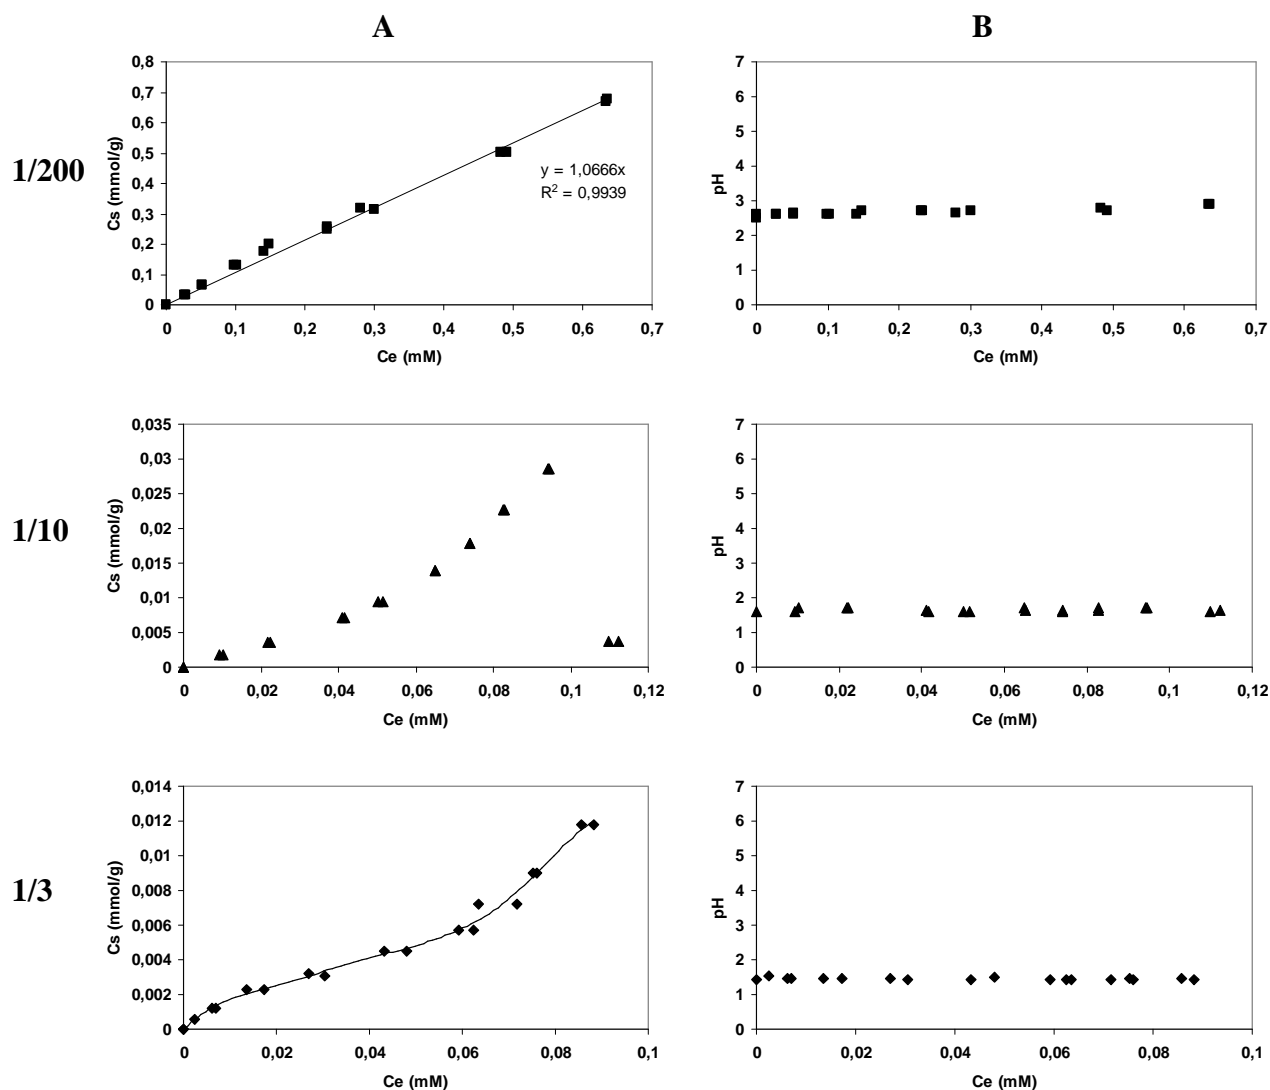 A
B
1/200
Cs (mmol/g)
0,8
0,7
0,6
0,5
0,4
0,3
0,2
0,1
0
y = 1,0666x
R² = 0,9939
0 0,1 0,2 0,3 0,4 0,5 0,6 0,7
Ce (mM)
pH
7
6
5
4
3
2
1
0
0 0,1 0,2 0,3 0,4 0,5 0,6 0,7
Ce (mM)
1/10
Cs (mmol/g)
0,035
0,03
0,025
0,02
0,015
0,01
0,005
0
0 0,02 0,04 0,06 0,08 0,1 0,12
Ce (mM)
pH
7
6
5
4
3
2
1
0
0 0,02 0,04 0,06 0,08 0,1 0,12
Ce (mM)
1/3
Cs (mmol/g)
0,014
0,012
0,01
0,008
0,006
0,004
0,002
0
0 0,02 0,04 0,06 0,08 0,1
Ce (mM)
pH
7
6
5
4
3
2
1
0
0 0,02 0,04 0,06 0,08 0,1
Ce (mM)